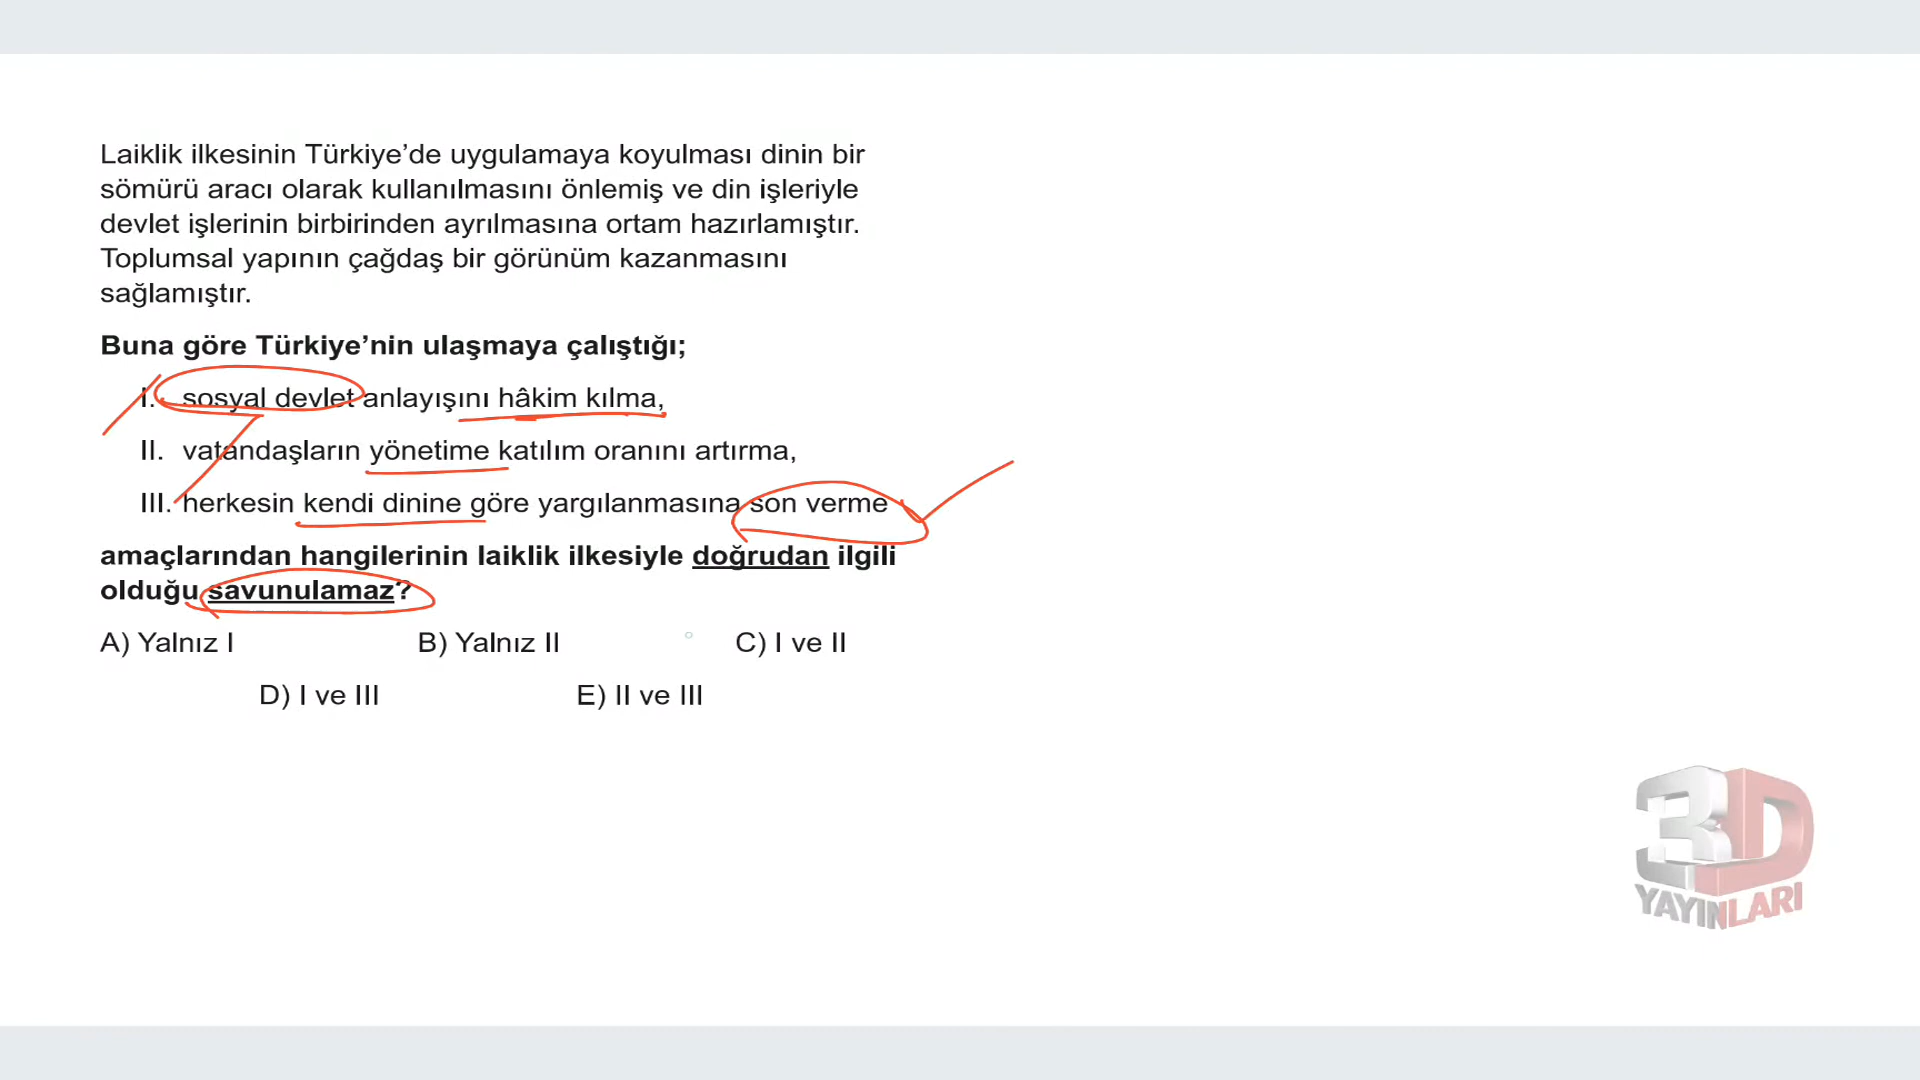 Laiklik ilkesinin Türkiye’de uygulamaya koyulması dinin bir
sömürü aracı olarak kullanılmasını önlemiş ve din işleriyle
devlet işlerinin birbirinden ayrılmasına ortam hazırlamıştır.
Toplumsal yapının çağdaş bir görünüm kazanmasını
sağlamıştır.
Buna göre Türkiye’nin ulaşmaya çalıştığı;
I. sosyal devlet anlayışını hâkim kılma,
II. vatandaşların yönetime katılım oranını artırma,
III. herkesin kendi dinine göre yargılanmasına son verme
amaçlarından hangilerinin laiklik ilkesiyle doğrudan ilgili
olduğu savunulamaz?
A) Yalnız I B) Yalnız II C) I ve II
D) I ve III E) II ve III
3D
YAYINLARI